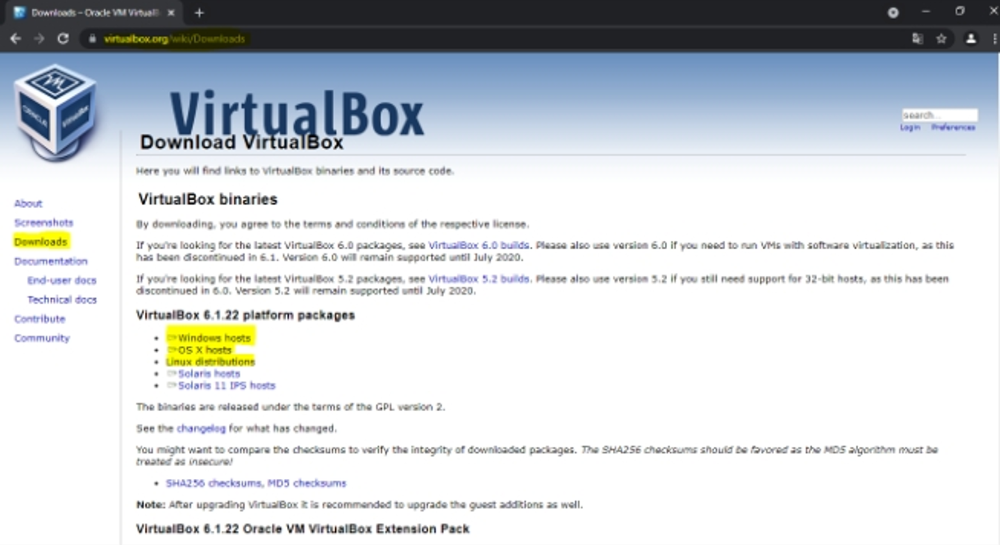 Downloads – Oracle VM Virtual
virtualbox.org/wiki/Downloads
VM
ORACLE
VirtualBox
VirtualBox
search...
Login Preferences
Download VirtualBox
Here you will find links to VirtualBox binaries and its source code.
VirtualBox binaries
By downloading, you agree to the terms and conditions of the respective license.
If you're looking for the latest VirtualBox 6.0 packages, see VirtualBox 6.0 builds. Please also use version 6.0 if you need to run VMs with software virtualization, as this
has been discontinued in 6.1. Version 6.0 will remain supported until July 2020.
If you're looking for the latest VirtualBox 5.2 packages, see VirtualBox 5.2 builds. Please also use version 5.2 if you still need support for 32-bit hosts, as this has been
discontinued in 6.0. Version 5.2 will remain supported until July 2020.
VirtualBox 6.1.22 platform packages
• Windows hosts
• OS X hosts
• Linux distributions
• Solaris hosts
• Solaris 11 IPS hosts
The binaries are released under the terms of the GPL version 2.
See the changelog for what has changed.
You might want to compare the checksums to verify the integrity of downloaded packages. The SHA256 checksums should be favored as the MD5 algorithm must be
treated as insecure!
• SHA256 checksums, MD5 checksums
Note: After upgrading VirtualBox it is recommended to upgrade the guest additions as well.
VirtualBox 6.1.22 Oracle VM VirtualBox Extension Pack
About
Screenshots
Downloads
Documentation
End-user docs
Technical docs
Contribute
Community